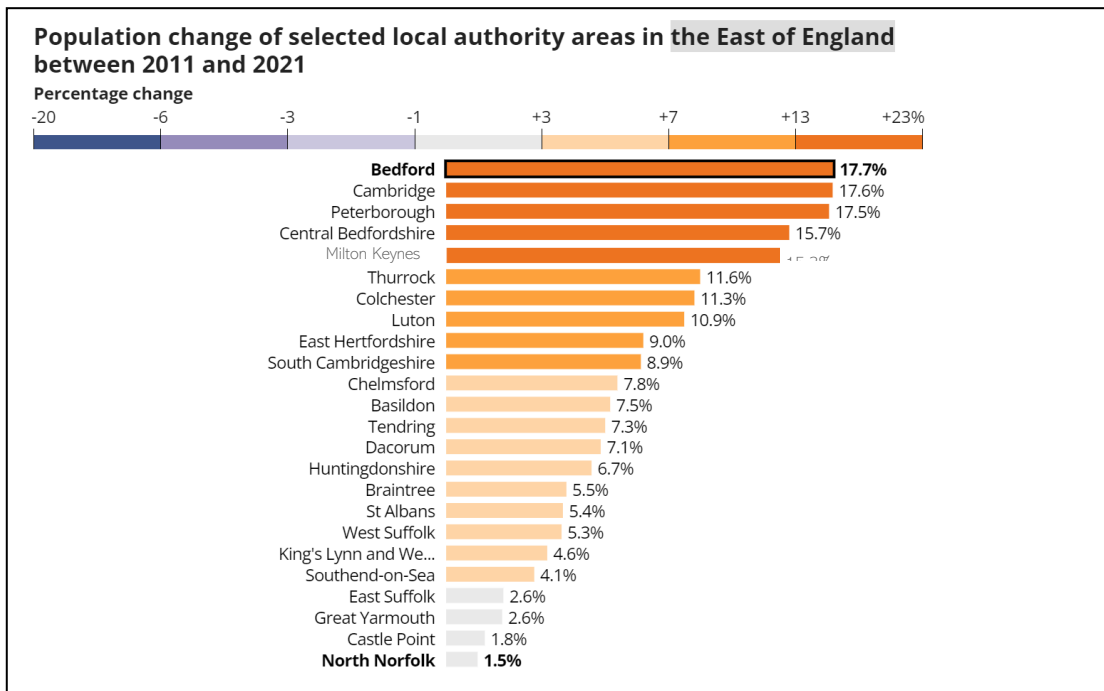 Population change of selected local authority areas in the East of England
between 2011 and 2021
Percentage change
-20 -6 -3 -1 +3 +7 +13 +23%
Bedford 17.7%
Cambridge 17.6%
Peterborough 17.5%
Central Bedfordshire 15.7%
Milton Keynes
Thurrock 11.6%
Colchester 11.3%
Luton 10.9%
East Hertfordshire 9.0%
South Cambridgeshire 8.9%
Chelmsford 7.8%
Basildon 7.5%
Tendring 7.3%
Dacorum 7.1%
Huntingdonshire 6.7%
Braintree 5.5%
St Albans 5.4%
West Suffolk 5.3%
King's Lynn and We... 4.6%
Southend-on-Sea 4.1%
East Suffolk 2.6%
Great Yarmouth 2.6%
Castle Point 1.8%
North Norfolk 1.5%